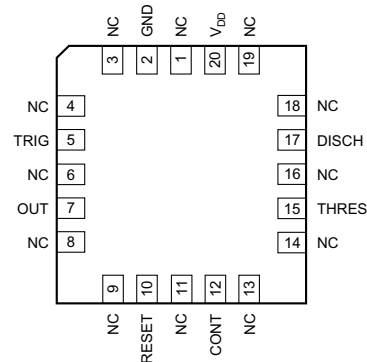 NC GND NC VDD NC
3 2 1 20 19
NC 4 18 NC
TRIG 5 17 DISCH
NC 6 16 NC
OUT 7 15 THRES
NC 8 14 NC
9 10 11 12 13
NC RESET NC CONT NC